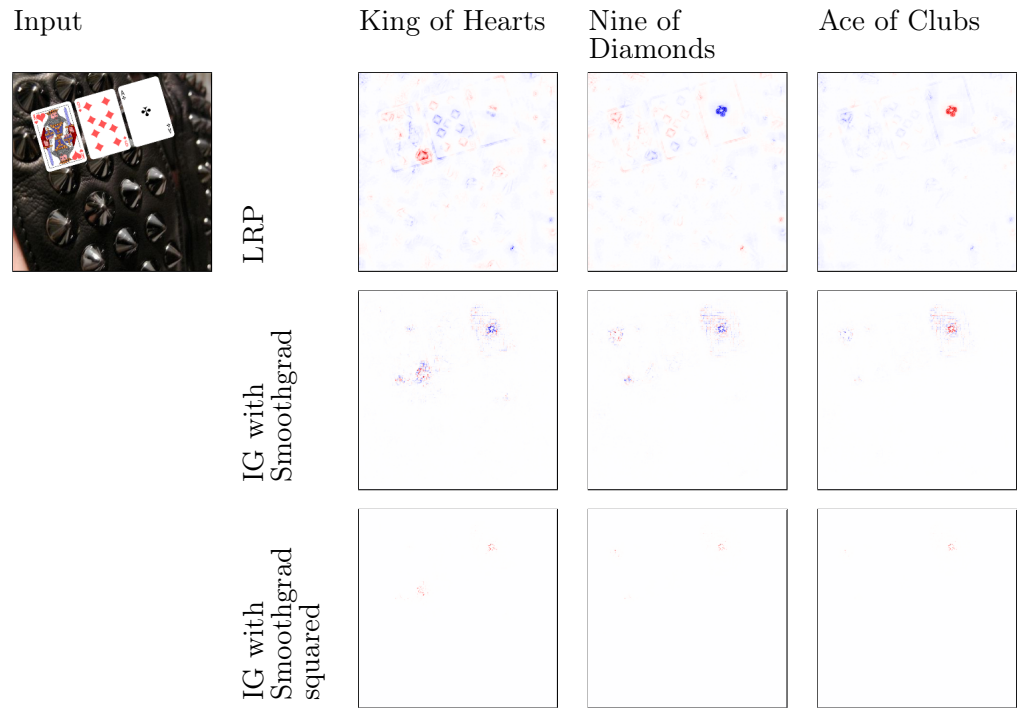 Input
King of Hearts
Nine of
Diamonds
Ace of Clubs
LRP
IG with
Smoothgrad
IG with
Smoothgrad
squared